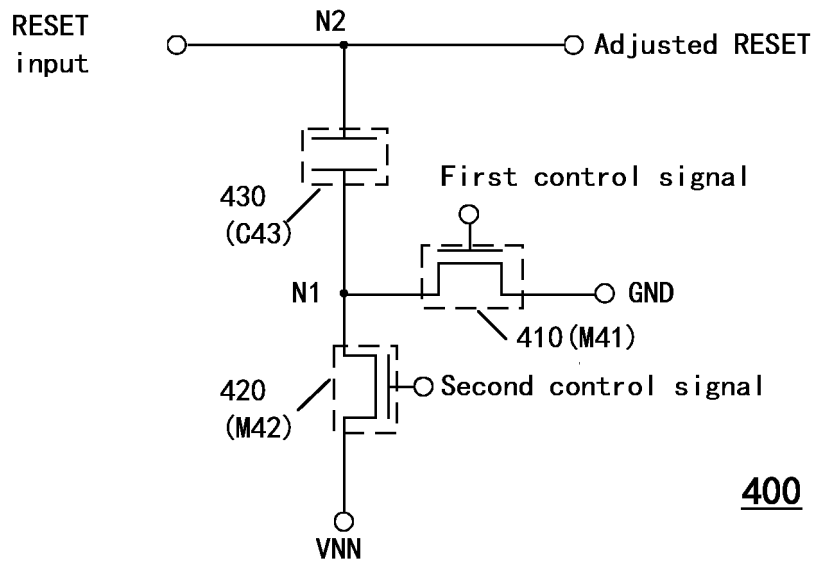 RESET
input
N2
Adjusted RESET
430
(C43)
First control signal
N1
GND
410(M41)
420
(M42)
Second control signal
400
VNN